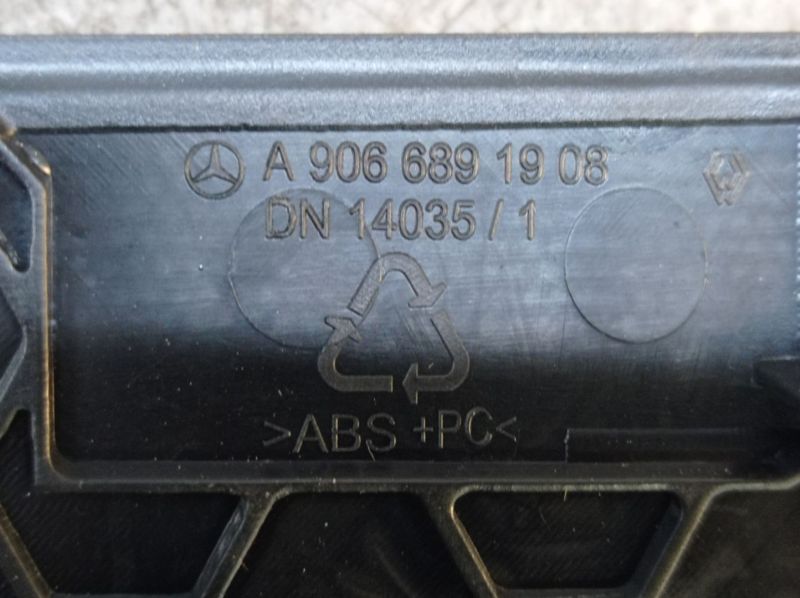 A 906 689 19 08
DN 14035 / 1
>ABS +PC<